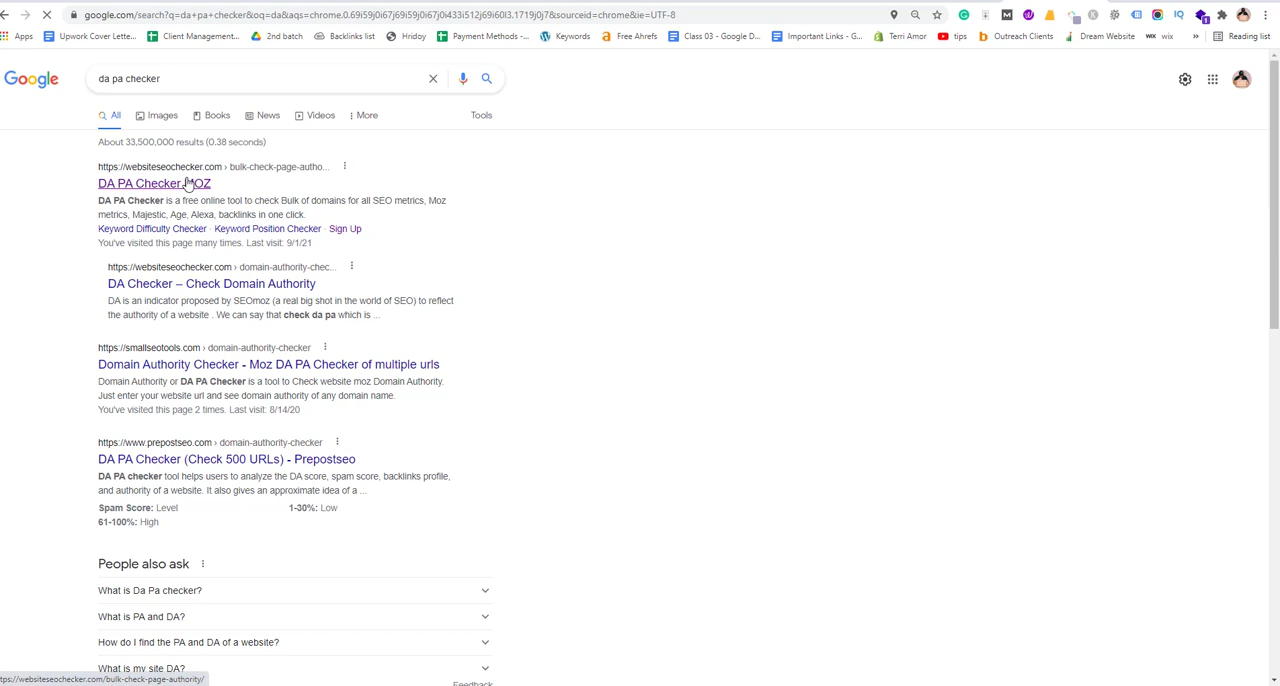 google.com/search?q=da+pa+checker&oq=da&aqs=chrome.0.69i59j0i67j69i59j0i67j0i433i512j69i60l3.1719j0j7&sourceid=chrome&ie=UTF-8
Apps Upwork Cover Lette... Client Management... 2nd batch Backlinks list Hridoy Payment Methods -... Keywords Free Ahrefs Class 03 - Google D... Important Links - G... Terri Amor tips Outreach Clients Dream Website WIX wix » Reading list
Google da pa checker
All Images Books News Videos More Tools
About 33,500,000 results (0.38 seconds)
https://websiteseochecker.com › bulk-check-page-autho...
DA PA Checker MOZ
DA PA Checker is a free online tool to check Bulk of domains for all SEO metrics, Moz
metrics, Majestic, Age, Alexa, backlinks in one click.
Keyword Difficulty Checker · Keyword Position Checker · Sign Up
You've visited this page many times. Last visit: 9/1/21
https://websiteseochecker.com › domain-authority-chec...
DA Checker – Check Domain Authority
DA is an indicator proposed by SEOmoz (a real big shot in the world of SEO) to reflect
the authority of a website . We can say that check da pa which is ...
https://smallseotools.com › domain-authority-checker
Domain Authority Checker - Moz DA PA Checker of multiple urls
Domain Authority or DA PA Checker is a tool to Check website moz Domain Authority.
Just enter your website url and see domain authority of any domain name.
You've visited this page 2 times. Last visit: 8/14/20
https://www.prepostseo.com › domain-authority-checker
DA PA Checker (Check 500 URLs) - Prepostseo
DA PA checker tool helps users to analyze the DA score, spam score, backlinks profile,
and authority of a website. It also gives an approximate idea of a ...
Spam Score: Level 1-30%: Low
61-100%: High
People also ask
What is Da Pa checker?
What is PA and DA?
How do I find the PA and DA of a website?
What is my site DA?
Feedback
tps://websiteseochecker.com/bulk-check-page-authority/